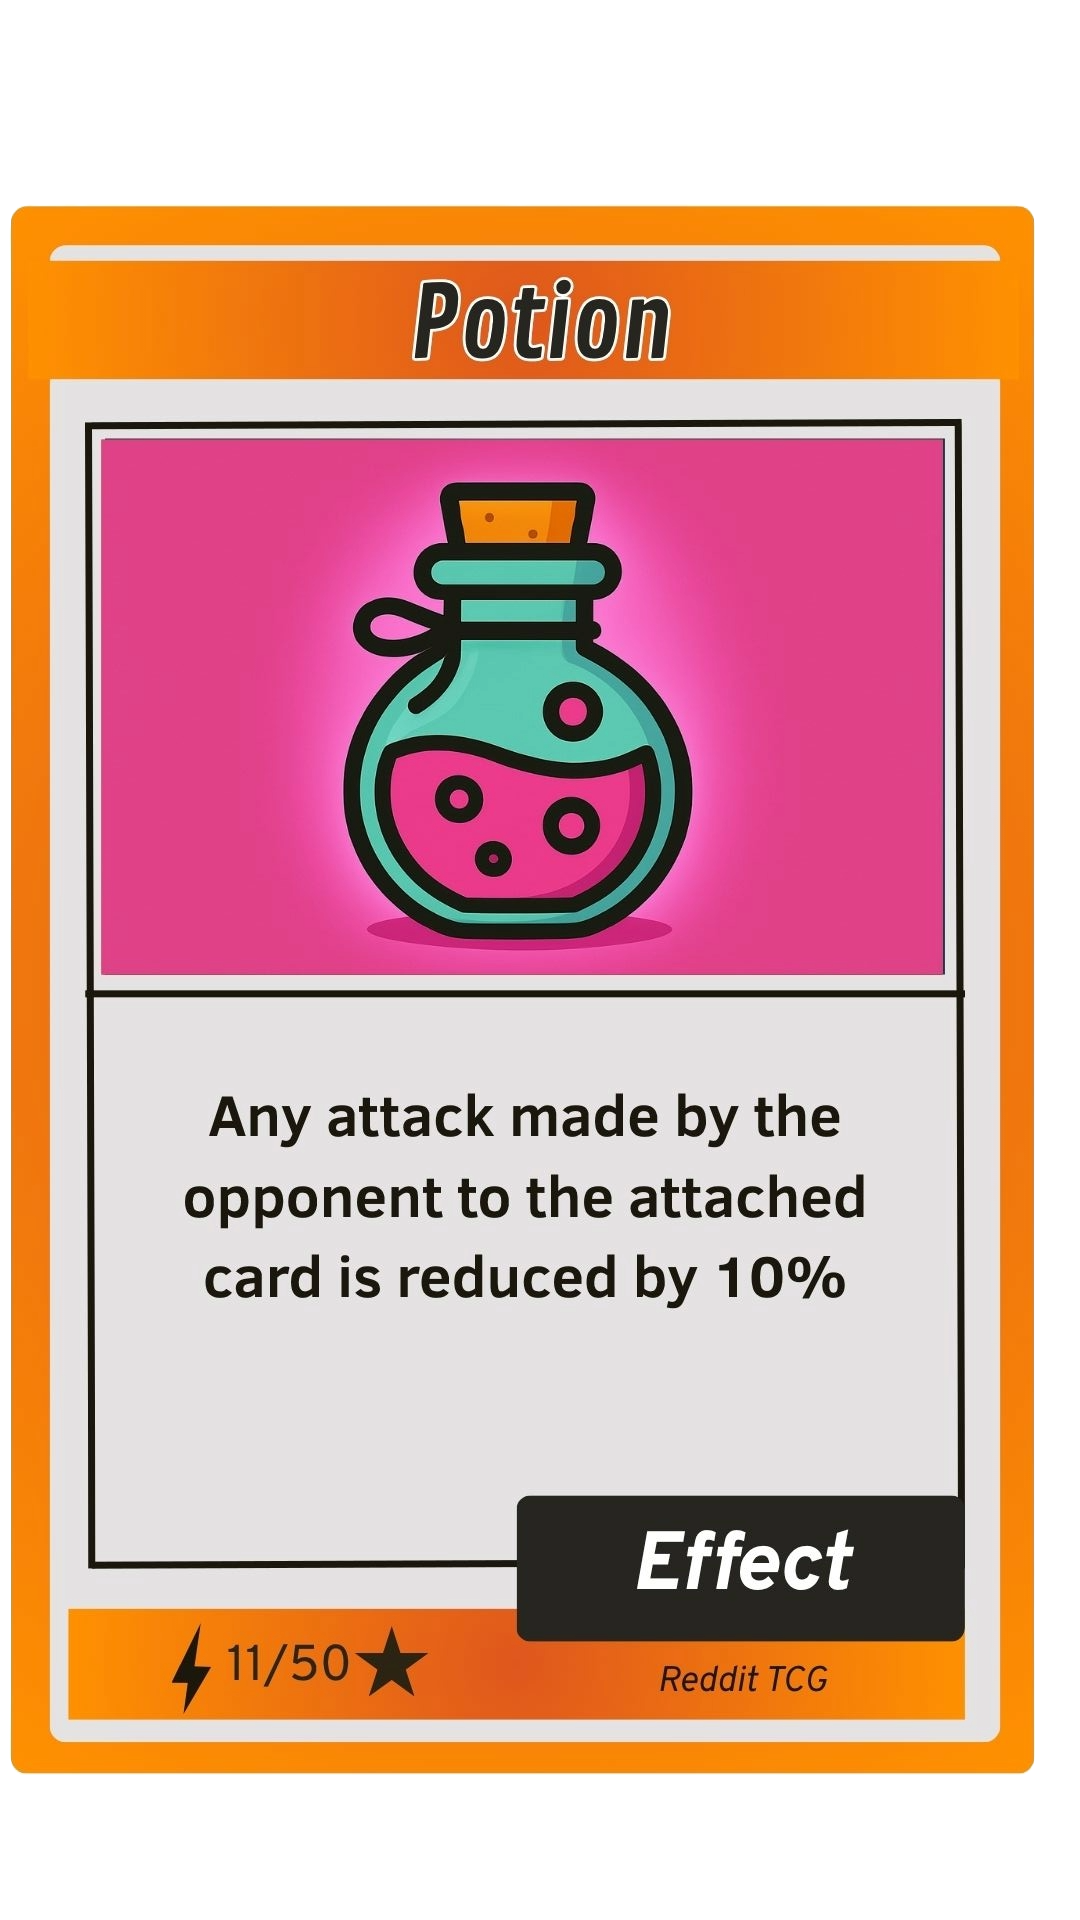 Potion
Any attack made by the
opponent to the attached
card is reduced by 10%
Effect
11/50
Reddit TCG